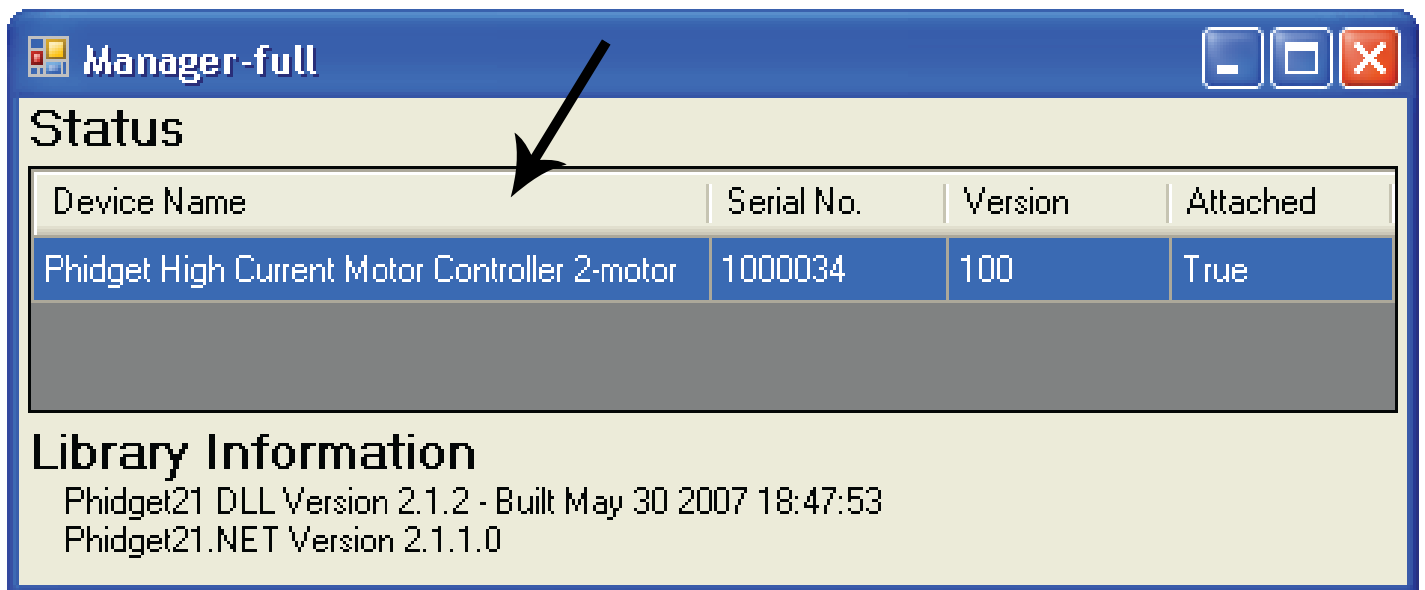 Manager-full
Status
Device Name Serial No. Version Attached
Phidget High Current Motor Controller 2-motor 1000034 100 True
Library Information
Phidget21 DLL Version 2.1.2 - Built May 30 2007 18:47:53
Phidget21.NET Version 2.1.1.0